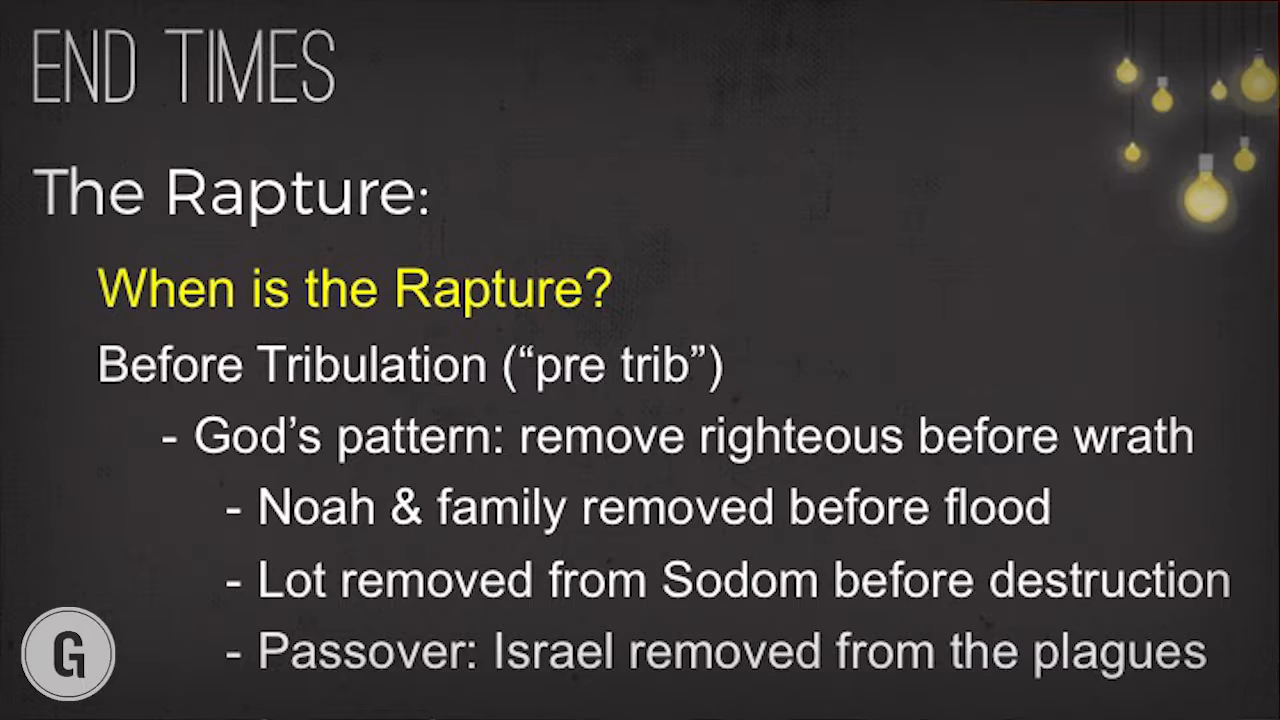 END TIMES
The Rapture:
When is the Rapture?
Before Tribulation (“pre trib”)
- God’s pattern: remove righteous before wrath
- Noah & family removed before flood
- Lot removed from Sodom before destruction
- Passover: Israel removed from the plagues
G